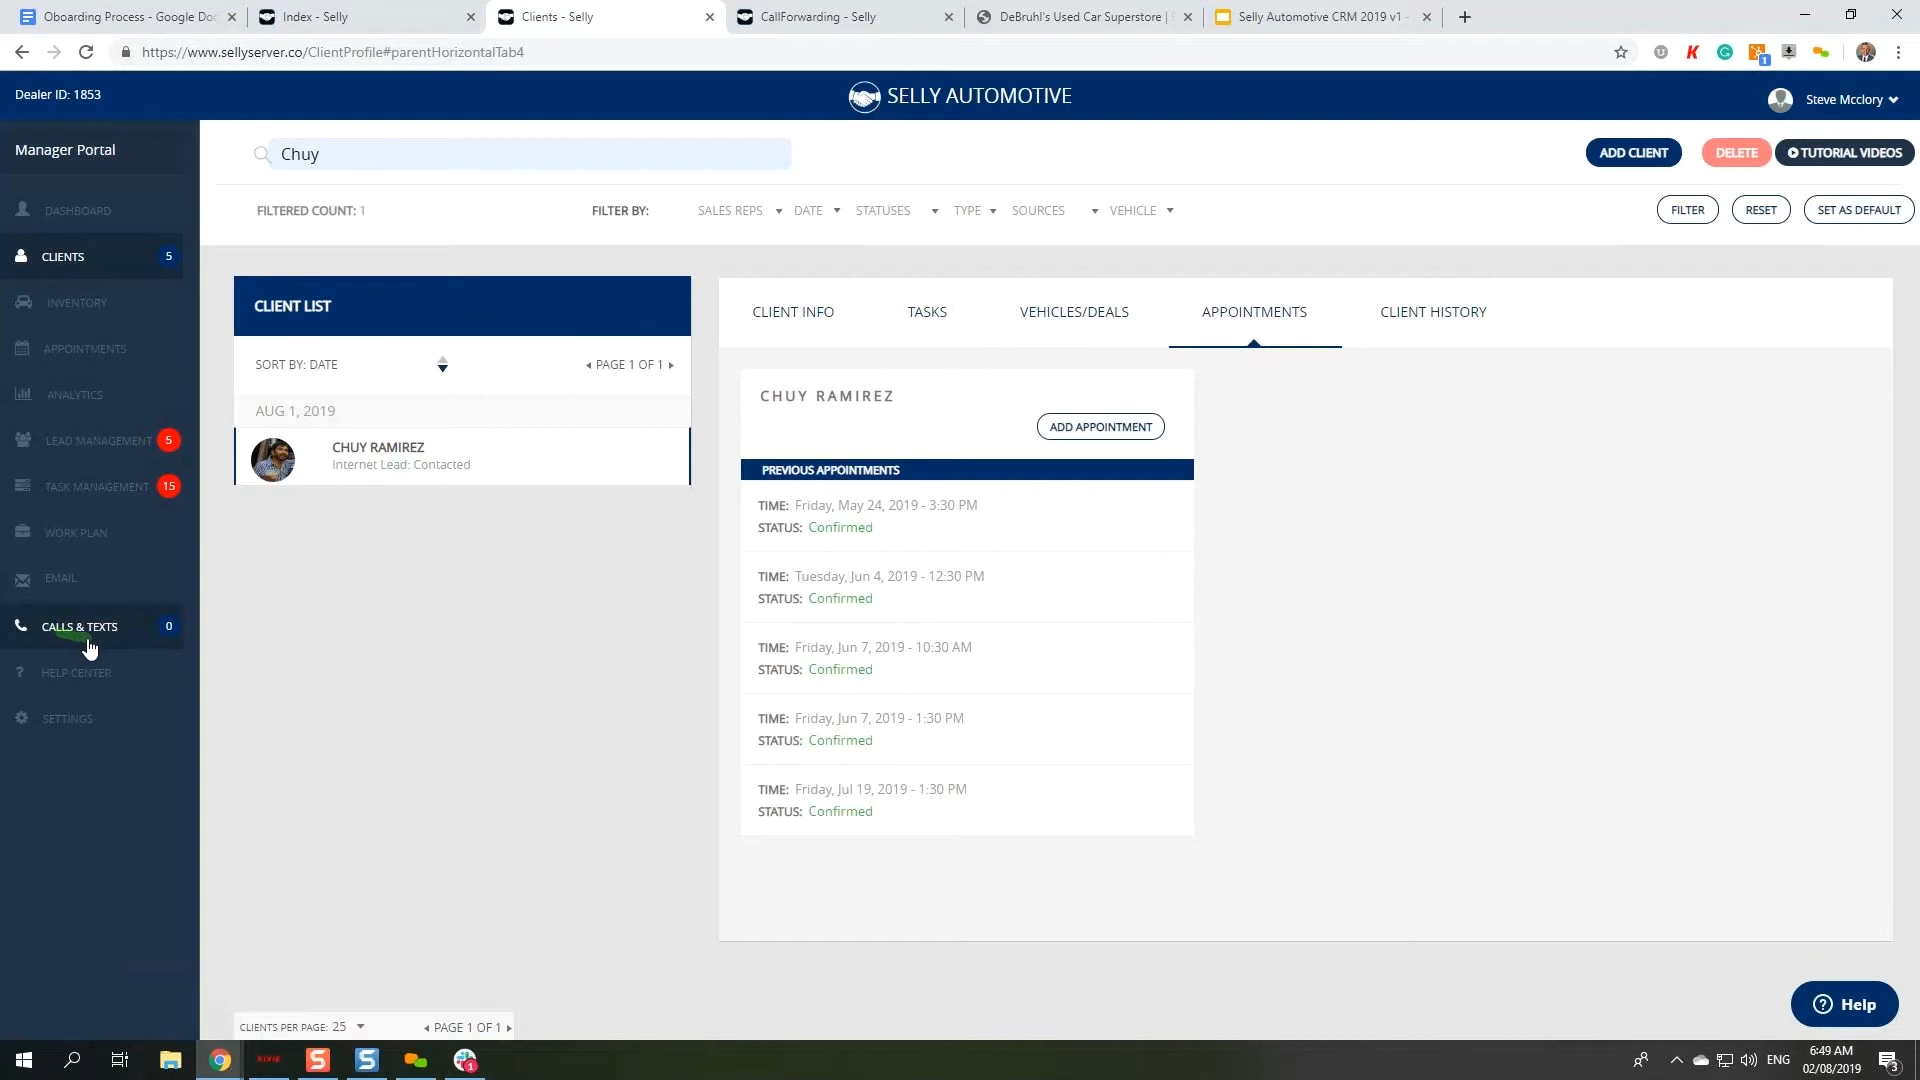 Oboarding Process - Google Doc
Index - Selly
Clients - Selly
CallForwarding - Selly
DeBruhl's Used Car Superstore |
Selly Automotive CRM 2019 v1 -
https://www.sellyserver.co/ClientProfile#parentHorizontalTab4
Dealer ID: 1853
SELLY AUTOMOTIVE
Steve Mcclory
Manager Portal
Chuy
ADD CLIENT
DELETE
TUTORIAL VIDEOS
FILTERED COUNT: 1
FILTER BY:
SALES REPS
DATE
STATUSES
TYPE
SOURCES
VEHICLE
FILTER
RESET
SET AS DEFAULT
DASHBOARD
CLIENTS 5
INVENTORY
APPOINTMENTS
ANALYTICS
LEAD MANAGEMENT 5
TASK MANAGEMENT 15
WORK PLAN
EMAIL
CALLS & TEXTS 0
HELP CENTER
SETTINGS
CLIENT LIST
SORT BY: DATE
PAGE 1 OF 1
AUG 1, 2019
CHUY RAMIREZ
Internet Lead: Contacted
CLIENT INFO
TASKS
VEHICLES/DEALS
APPOINTMENTS
CLIENT HISTORY
CHUY RAMIREZ
ADD APPOINTMENT
PREVIOUS APPOINTMENTS
TIME: Friday, May 24, 2019 - 3:30 PM
STATUS: Confirmed
TIME: Tuesday, Jun 4, 2019 - 12:30 PM
STATUS: Confirmed
TIME: Friday, Jun 7, 2019 - 10:30 AM
STATUS: Confirmed
TIME: Friday, Jun 7, 2019 - 1:30 PM
STATUS: Confirmed
TIME: Friday, Jul 19, 2019 - 1:30 PM
STATUS: Confirmed
Help
CLIENTS PER PAGE: 25
PAGE 1 OF 1
ENG
6:49 AM
02/08/2019
3